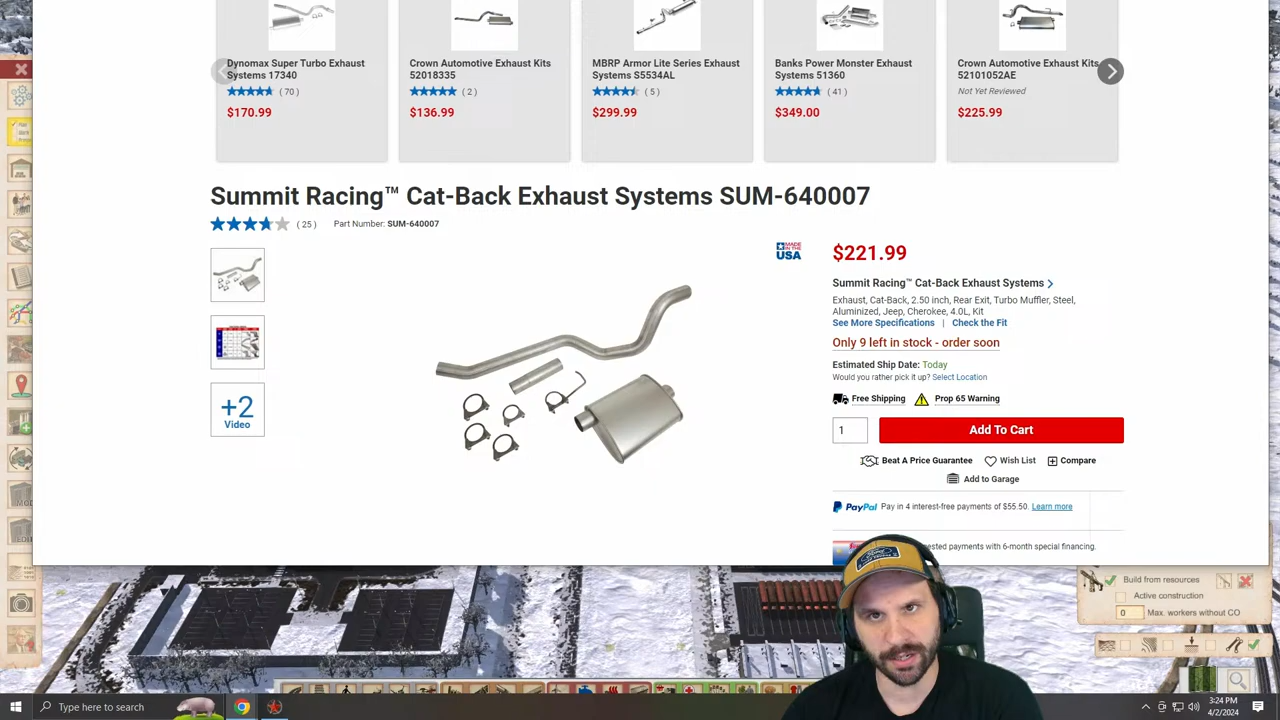 Dynomax Super Turbo Exhaust
Systems 17340
( 70 )
$170.99
Crown Automotive Exhaust Kits
52018335
( 2 )
$136.99
MBRP Armor Lite Series Exhaust
Systems S5534AL
( 5 )
$299.99
Banks Power Monster Exhaust
Systems 51360
( 41 )
$349.00
Crown Automotive Exhaust Kits
52101052AE
Not Yet Reviewed
$225.99
Summit Racing™ Cat-Back Exhaust Systems SUM-640007
( 25 ) Part Number: SUM-640007
+2
Video
MADE IN THE
USA
$221.99
Summit Racing™ Cat-Back Exhaust Systems
Exhaust, Cat-Back, 2.50 inch, Rear Exit, Turbo Muffler, Steel,
Aluminized, Jeep, Cherokee, 4.0L, Kit
See More Specifications | Check the Fit
Only 9 left in stock - order soon
Estimated Ship Date: Today
Would you rather pick it up? Select Location
Free Shipping Prop 65 Warning
1 Add To Cart
Beat A Price Guarantee Wish List Compare
Add to Garage
PayPal Pay in 4 interest-free payments of $55.50. Learn more
payments with 6-month special financing.
Build from resources
Active construction
0 Max. workers without CO
Type here to search
3:24 PM
4/2/2024